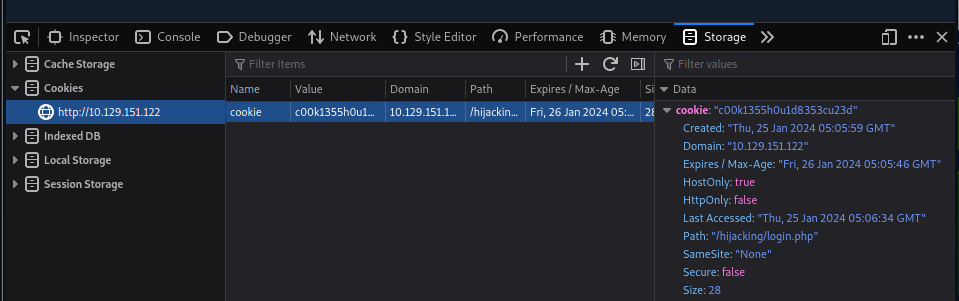 Inspector Console Debugger Network Style Editor Performance Memory Storage
Cache Storage
Cookies
http://10.129.151.122
Indexed DB
Local Storage
Session Storage
Filter Items
Name Value Domain Path Expires / Max-Age Si
cookie c00k1355h0u1... 10.129.151.1... /hijackin... Fri, 26 Jan 2024 05:... 28
Filter values
Data
cookie: "c00k1355h0u1d8353cu23d"
Created: "Thu, 25 Jan 2024 05:05:59 GMT"
Domain: "10.129.151.122"
Expires / Max-Age: "Fri, 26 Jan 2024 05:05:46 GMT"
HostOnly: true
HttpOnly: false
Last Accessed: "Thu, 25 Jan 2024 05:06:34 GMT"
Path: "/hijacking/login.php"
SameSite: "None"
Secure: false
Size: 28